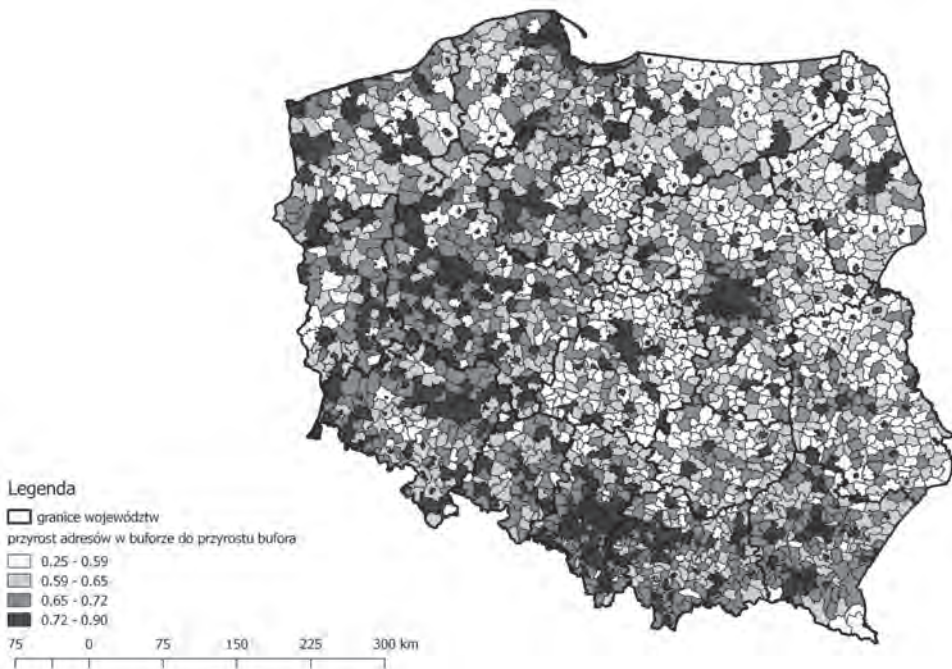 Legenda
granice województw
przyrost adresów w buforze do przyrostu bufora
0.25 - 0.59
0.59 - 0.65
0.65 - 0.72
0.72 - 0.90
75 0 75 150 225 300 km